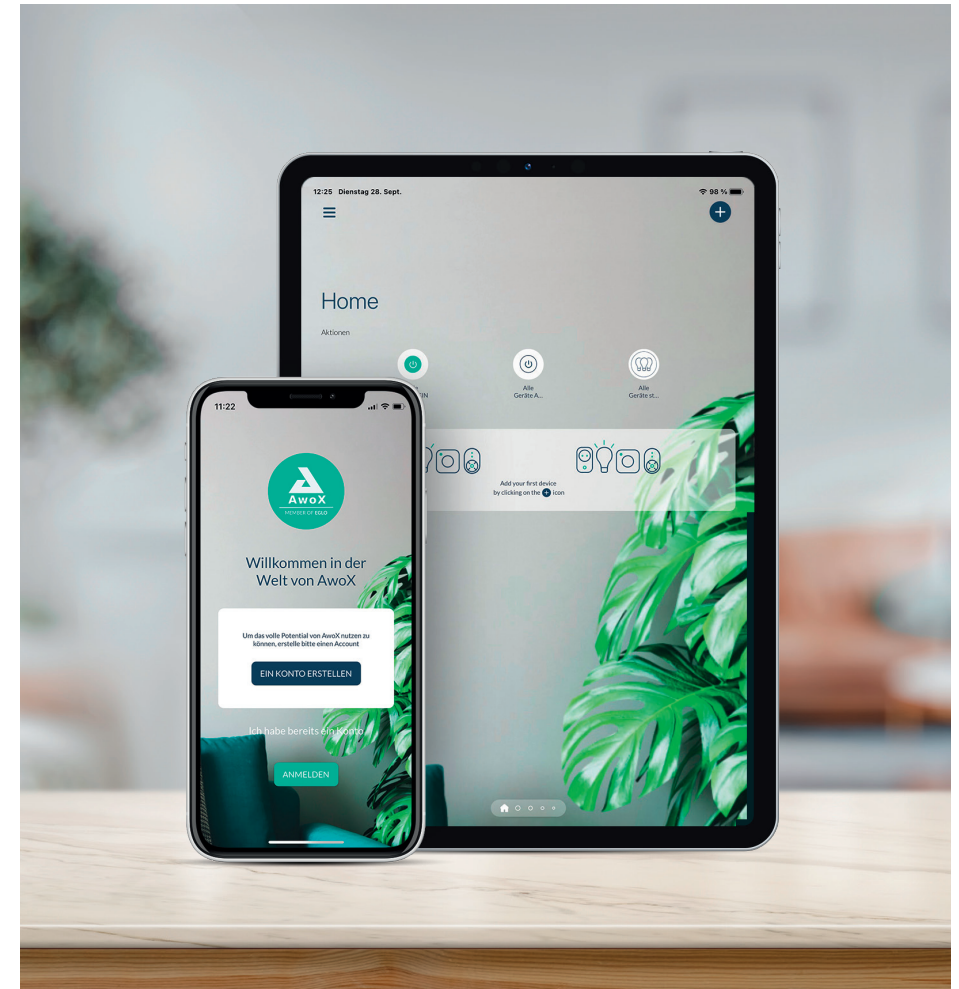 12:25 Dienstag 28. Sept.
98 %
Home
Aktionen
IN
Alle
Geräte A...
Alle
Geräte st...
Add your first device
by clicking on the + icon
11:22
AwoX
MEMBER OF EGLO
Willkommen in der
Welt von AwoX
Um das volle Potential von AwoX nutzen zu
können, erstelle bitte einen Account
EIN KONTO ERSTELLEN
Ich habe bereits ein Konto
ANMELDEN